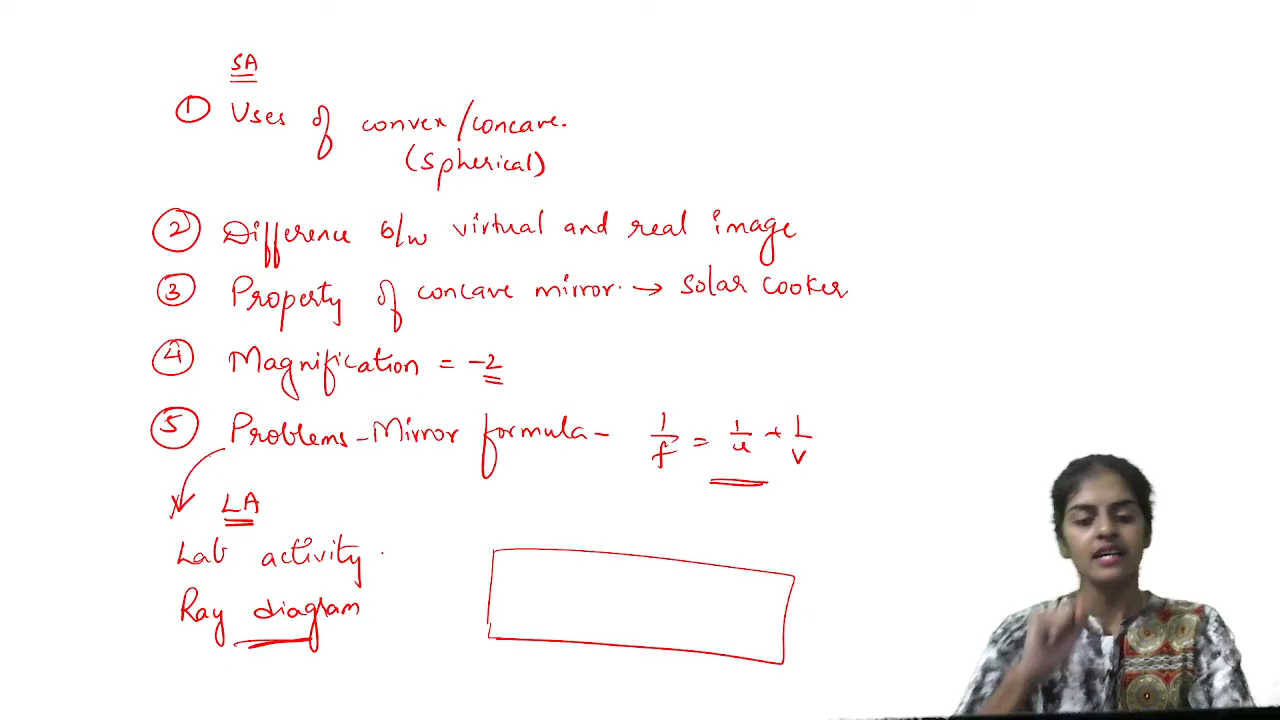 SA
① Uses of convex/concave.
(Spherical)
② Difference b/w virtual and real image
③ Property of concave mirror. → Solar cooker
④ Magnification = -2
⑤ Problems - Mirror formula - 1/f = 1/u + 1/v
LA
Lab activity
Ray diagram